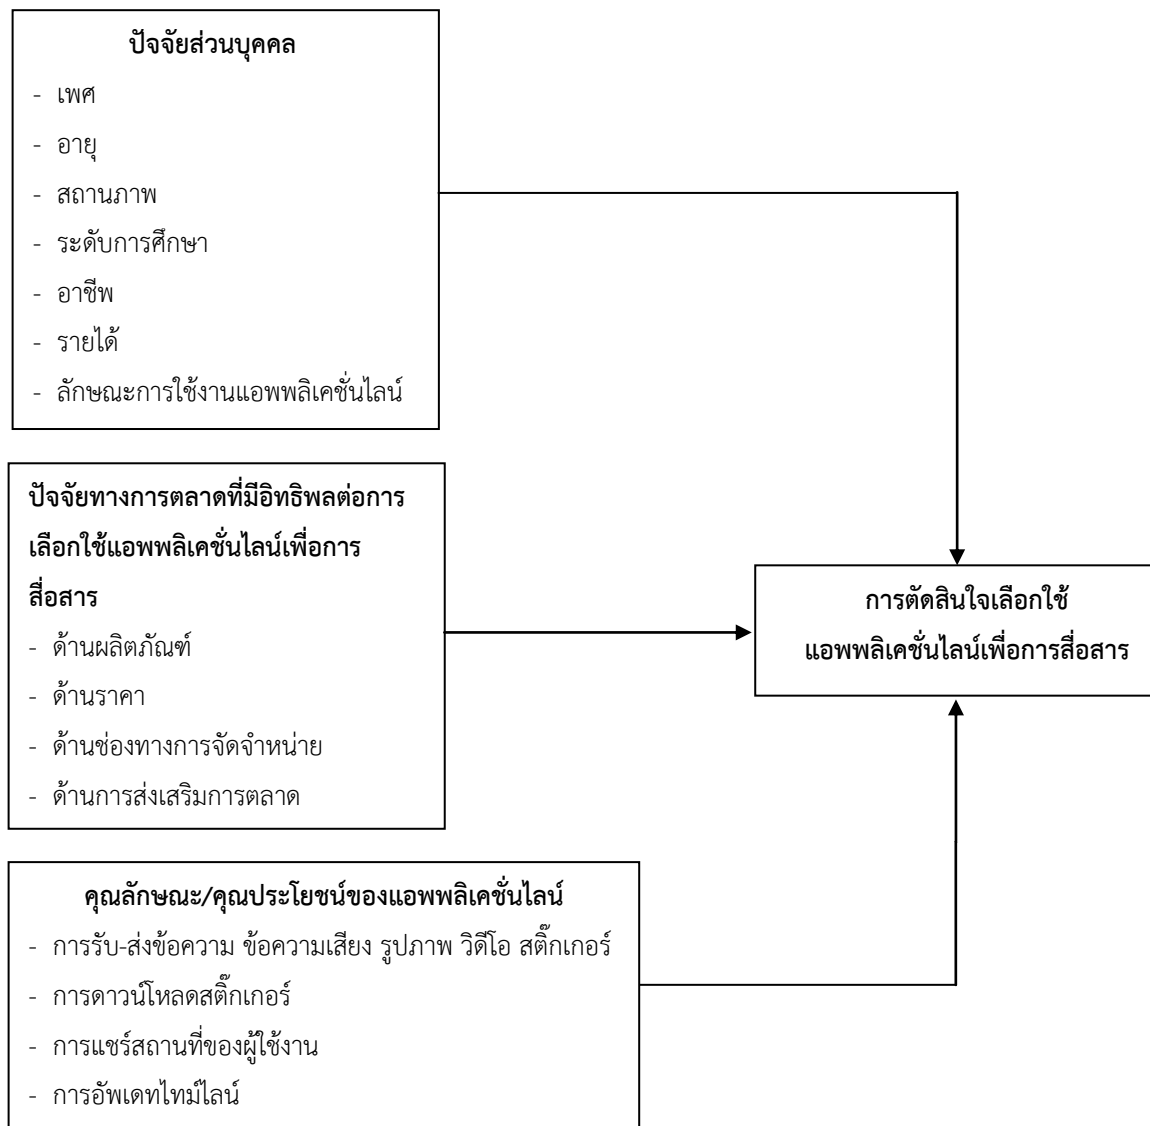 ปัจจัยส่วนบุคคล
- เพศ
- อายุ
- สถานภาพ
- ระดับการศึกษา
- อาชีพ
- รายได้
- ลักษณะการใช้งานแอพพลิเคชั่นไลน์
ปัจจัยทางการตลาดที่มีอิทธิพลต่อการ
เลือกใช้แอพพลิเคชั่นไลน์เพื่อการ
สื่อสาร
- ด้านผลิตภัณฑ์
- ด้านราคา
- ด้านช่องทางการจัดจำหน่าย
- ด้านการส่งเสริมการตลาด
การตัดสินใจเลือกใช้
แอพพลิเคชั่นไลน์เพื่อการสื่อสาร
คุณลักษณะ/คุณประโยชน์ของแอพพลิเคชั่นไลน์
- การรับ-ส่งข้อความ ข้อความเสียง รูปภาพ วิดีโอ สติ๊กเกอร์
- การดาวน์โหลดสติ๊กเกอร์
- การแชร์สถานที่ของผู้ใช้งาน
- การอัพเดทไทม์ไลน์